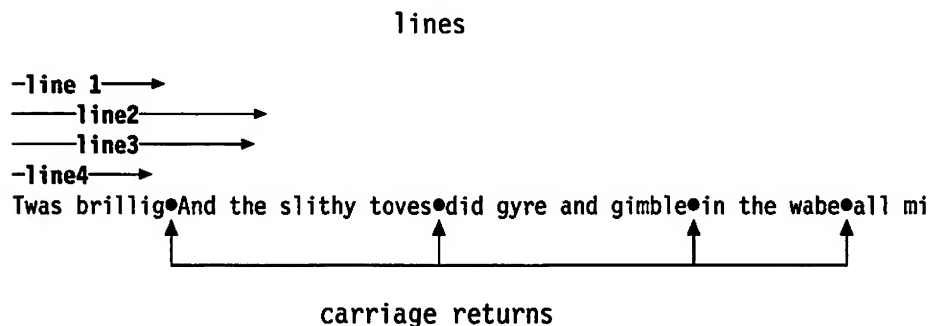 lines
line 1
line2
line3
line4
Twas brillig●And the slithy toves●did gyre and gimble●in the wabe●all mi
carriage returns